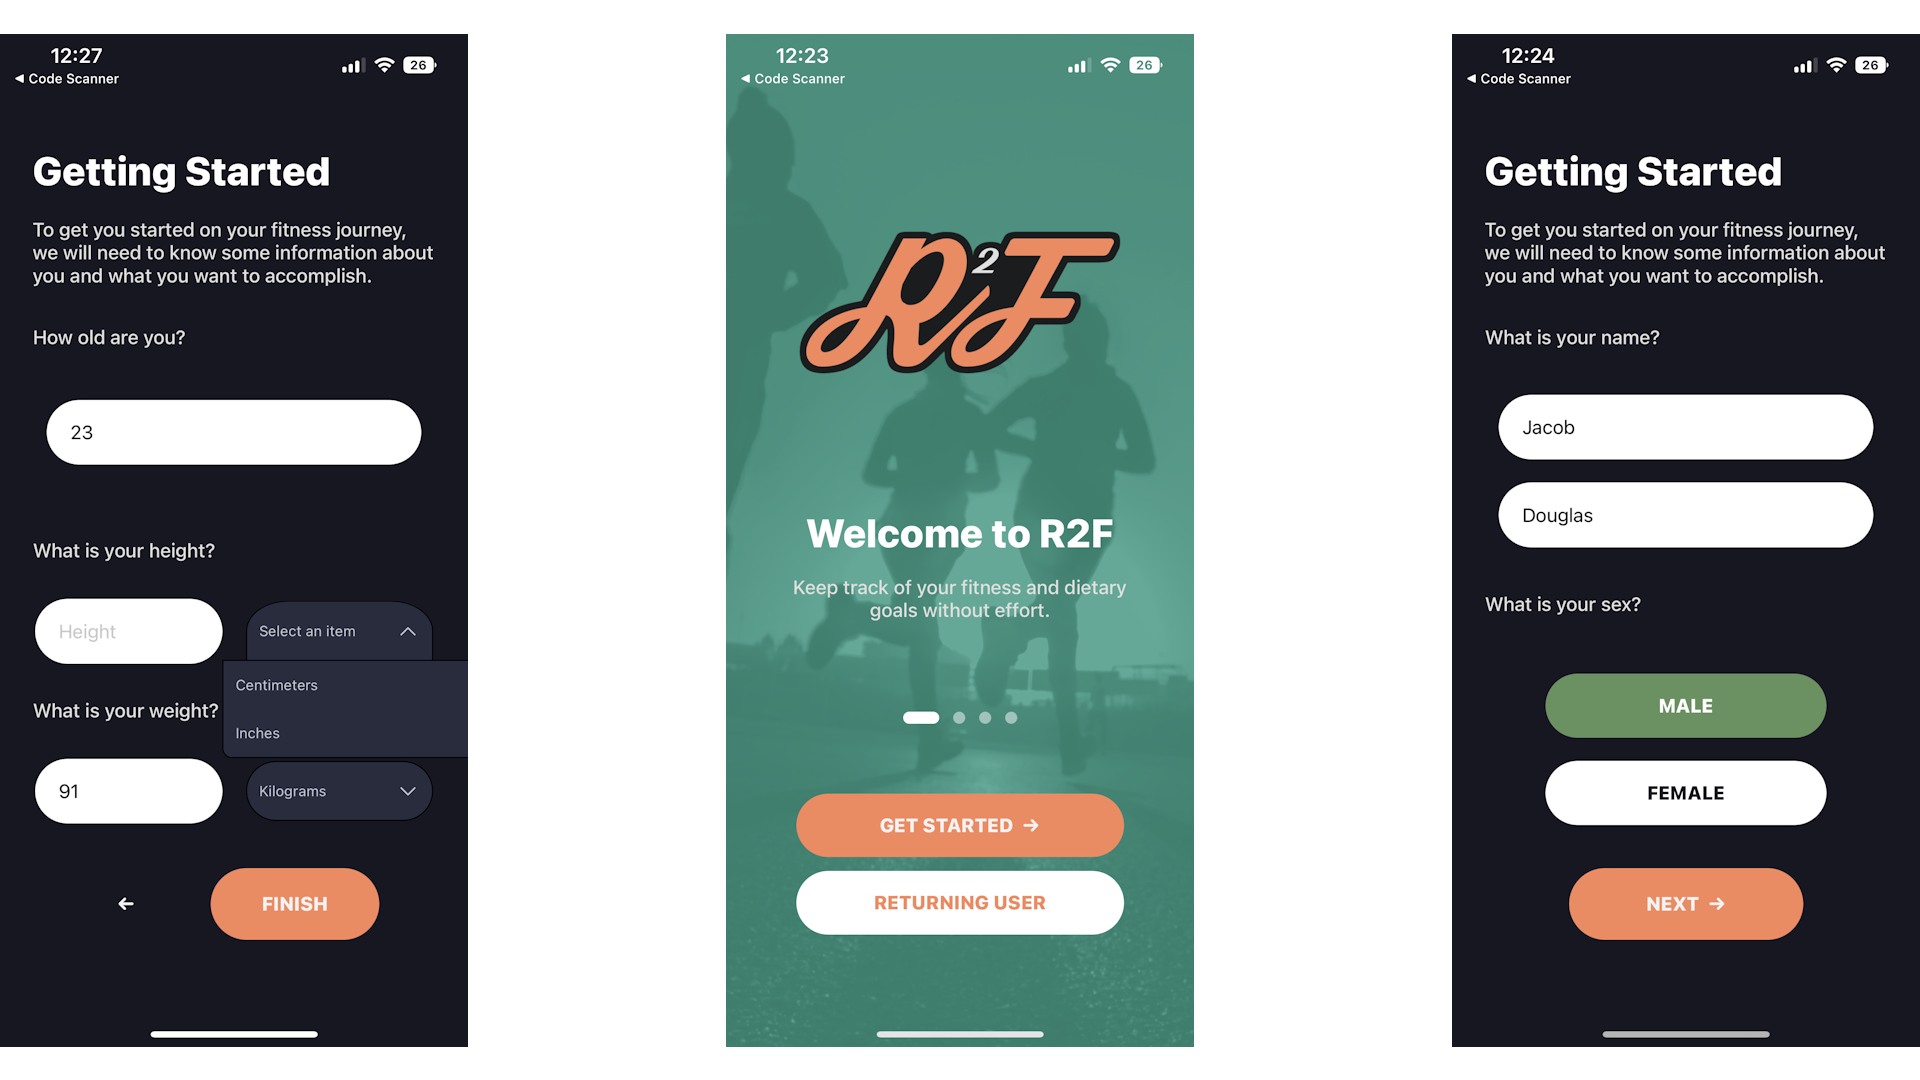 12:27
26
◀ Code Scanner
Getting Started
To get you started on your fitness journey,
we will need to know some information about
you and what you want to accomplish.
How old are you?
23
What is your height?
Height
Select an item
Centimeters
What is your weight?
Inches
91
Kilograms
FINISH
12:23
26
◀ Code Scanner
R2F
Welcome to R2F
Keep track of your fitness and dietary
goals without effort.
GET STARTED →
RETURNING USER
12:24
26
◀ Code Scanner
Getting Started
To get you started on your fitness journey,
we will need to know some information about
you and what you want to accomplish.
What is your name?
Jacob
Douglas
What is your sex?
MALE
FEMALE
NEXT →